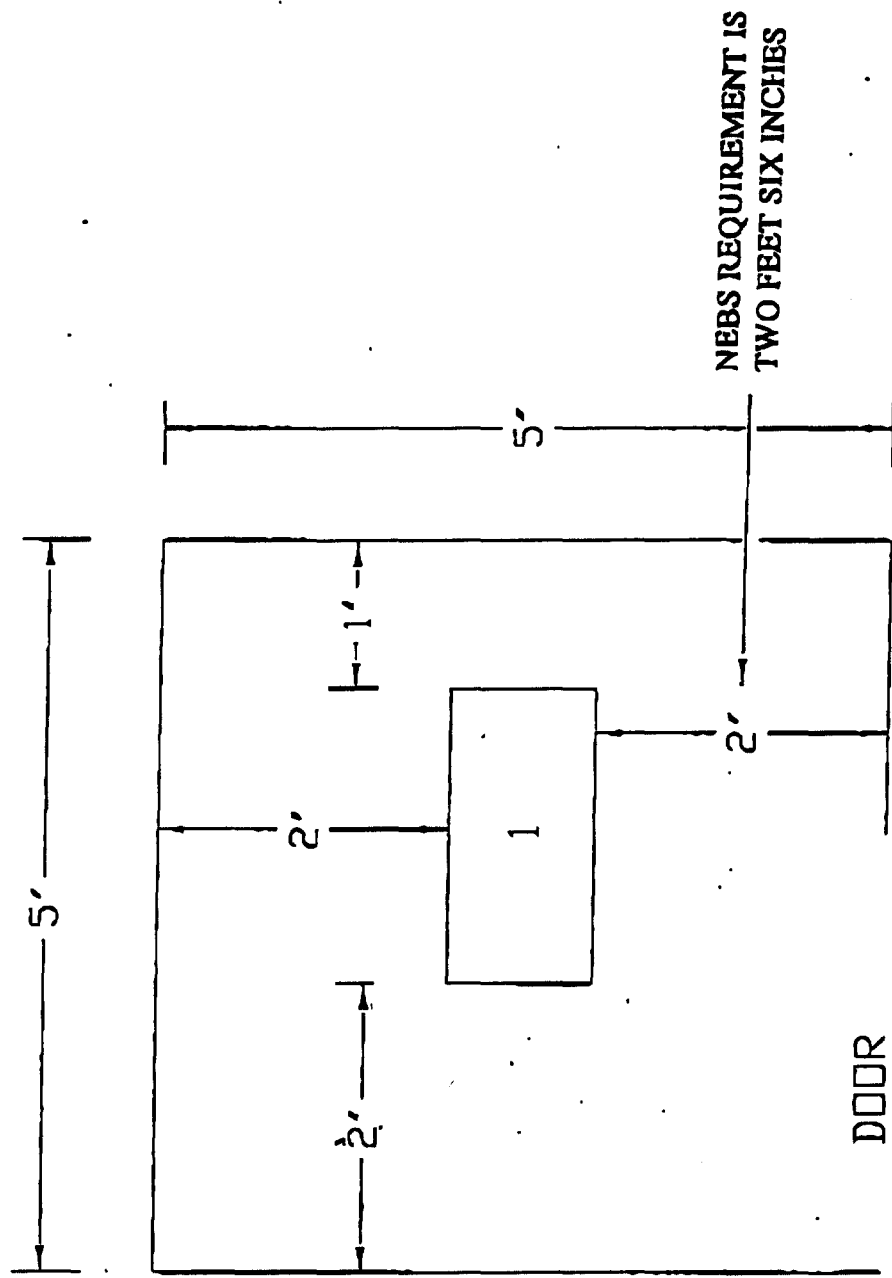 5'
5'
2'
1'
2'
1
2'
NEBS REQUIREMENT IS
TWO FEET SIX INCHES
DOOR